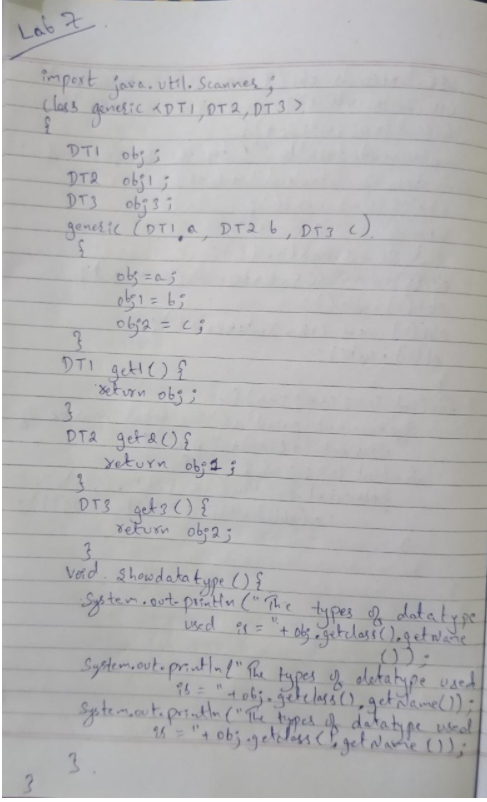 Lab 7
import java.util.Scanner;
class generic <DT1, DT2, DT3>
{
DT1 obj;
DT2 obj1;
DT3 obj3;
generic (DT1 a, DT2 b, DT3 c)
{
obj = a;
obj1 = b;
obj2 = c;
}
DT1 get1() {
return obj;
}
DT2 get2() {
return obj1;
}
DT3 get3() {
return obj2;
}
void showdatatype() {
System.out.println("The types of datatype
used is = " + obj.getclass().getName
());
System.out.println("The types of datatype used
is = " + obj.getclass().getName());
System.out.println("The types of datatype used
is = " + obj.getclass().getName());
}.
}